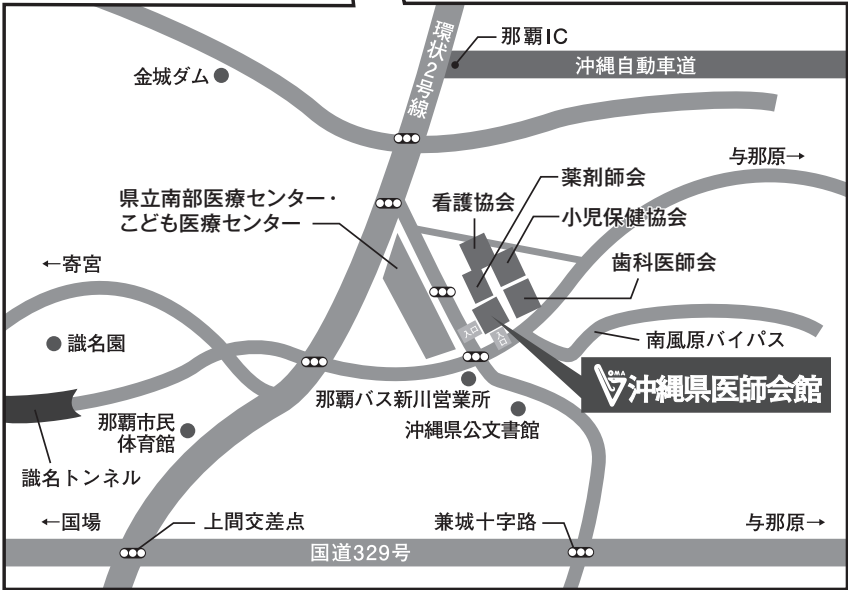 環状2号線
那覇IC
沖縄自動車道
金城ダム
与那原→
薬剤師会
県立南部医療センター・
こども医療センター
看護協会
小児保健協会
歯科医師会
←寄宮
識名園
入口
入口
南風原バイパス
OMA
沖縄県医師会館
那覇バス新川営業所
沖縄県公文書館
那覇市民
体育館
識名トンネル
←国場
上間交差点
兼城十字路
与那原→
国道329号